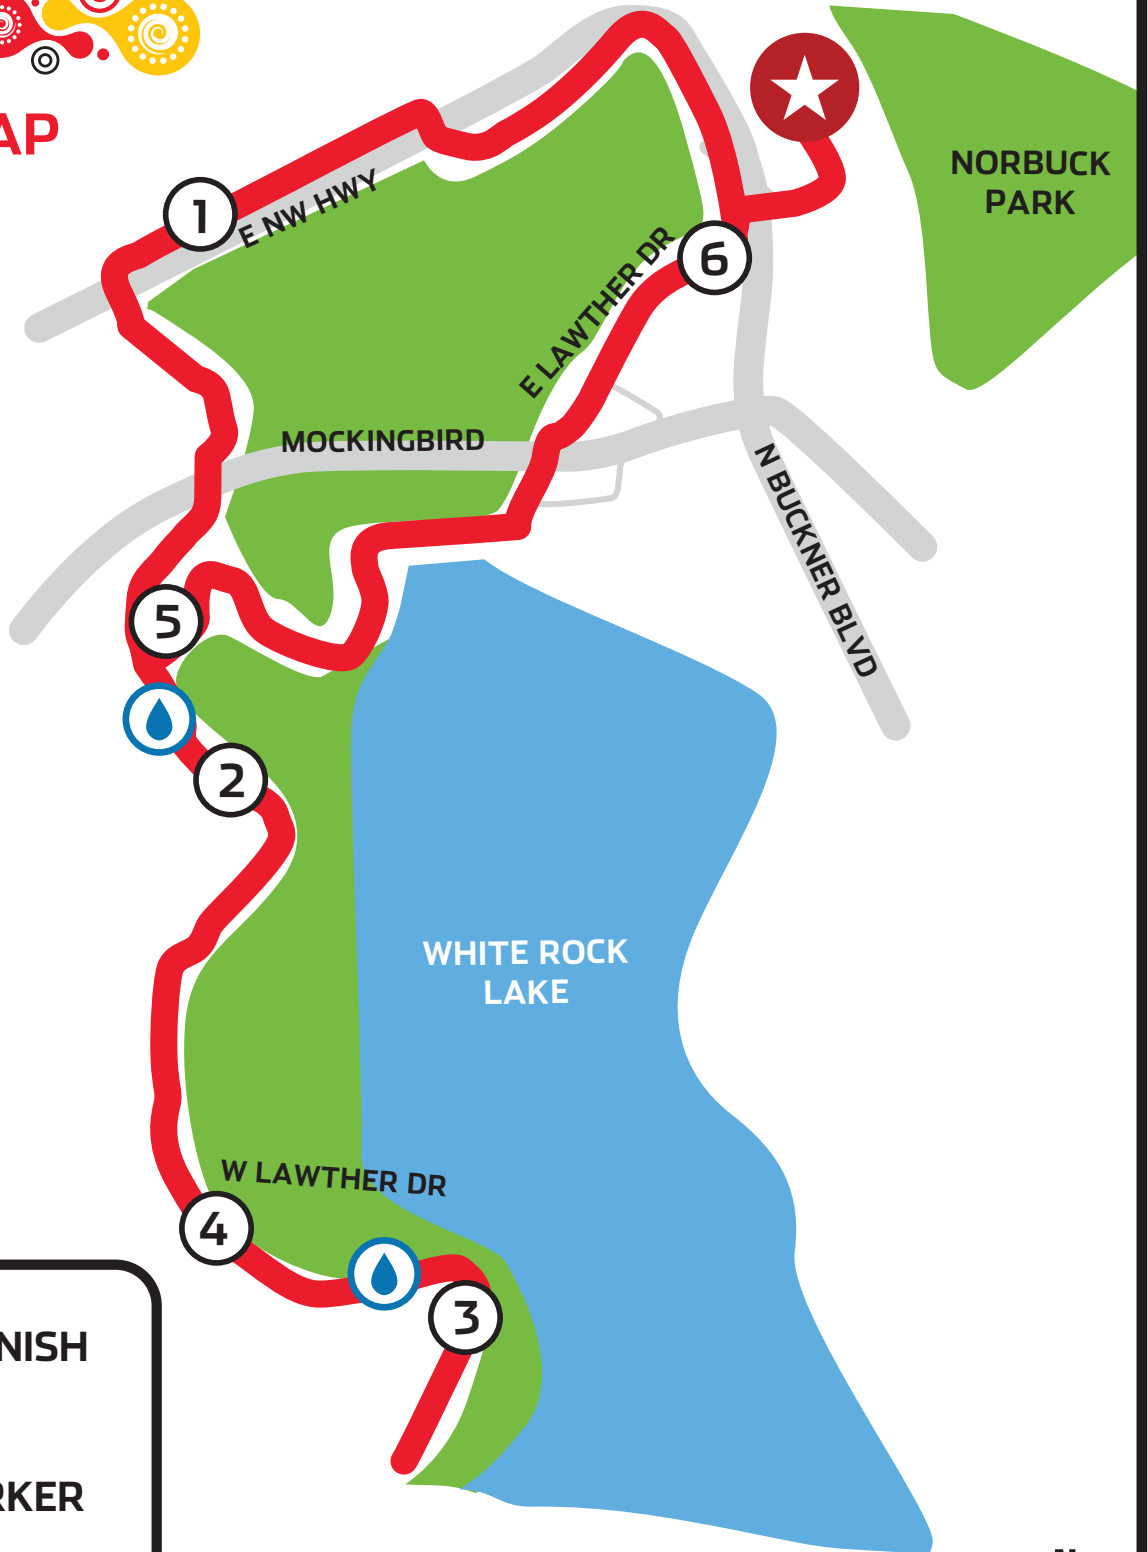 AP
NORBUCK
PARK
1
E NW HWY
6
E LAWTHER DR
MOCKINGBIRD
N BUCKNER BLVD
5
2
WHITE ROCK
LAKE
W LAWTHER DR
4
3
NISH
RKER